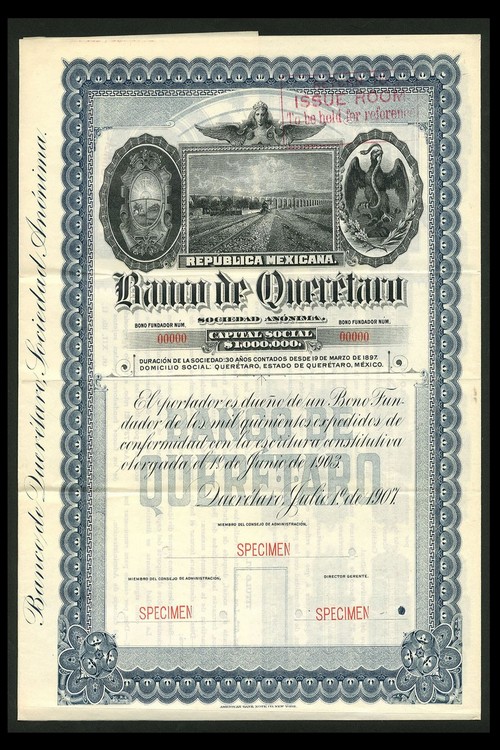 ISSUE ROOM
To be held for reference
REPUBLICA MEXICANA.
Banco de Querétaro
SOCIEDAD ANÓNIMA.
BONO FUNDADOR NUM.
00000
CAPITAL SOCIAL
$1.000,000.
BONO FUNDADOR NUM.
00000
DURACIÓN DE LA SOCIEDAD: 30 AÑOS CONTADOS DESDE 19 DE MARZO DE 1897.
DOMICILIO SOCIAL: QUERÉTARO, ESTADO DE QUERÉTARO, MÉXICO.
El portador es dueño de un Bono Fun-
dador de los mil quinientos expedidos de
conformidad con la escritura constitutiva
otorgada el 1º de Junio de 1903.
BANCO DE
QUERÉTARO
Querétaro, Julio 1º de 1907
MIEMBRO DEL CONSEJO DE ADMINISTRACIÓN,
SPECIMEN
MIEMBRO DEL CONSEJO DE ADMINISTRACIÓN,
DIRECTOR GERENTE.
SPECIMEN
SPECIMEN
Banco de Querétaro, Sociedad Anónima.